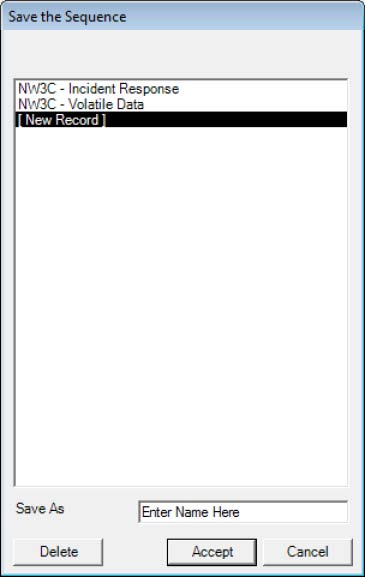 Save the Sequence
NW3C - Incident Response
NW3C - Volatile Data
[ New Record ]
Save As
Enter Name Here
Delete
Accept
Cancel